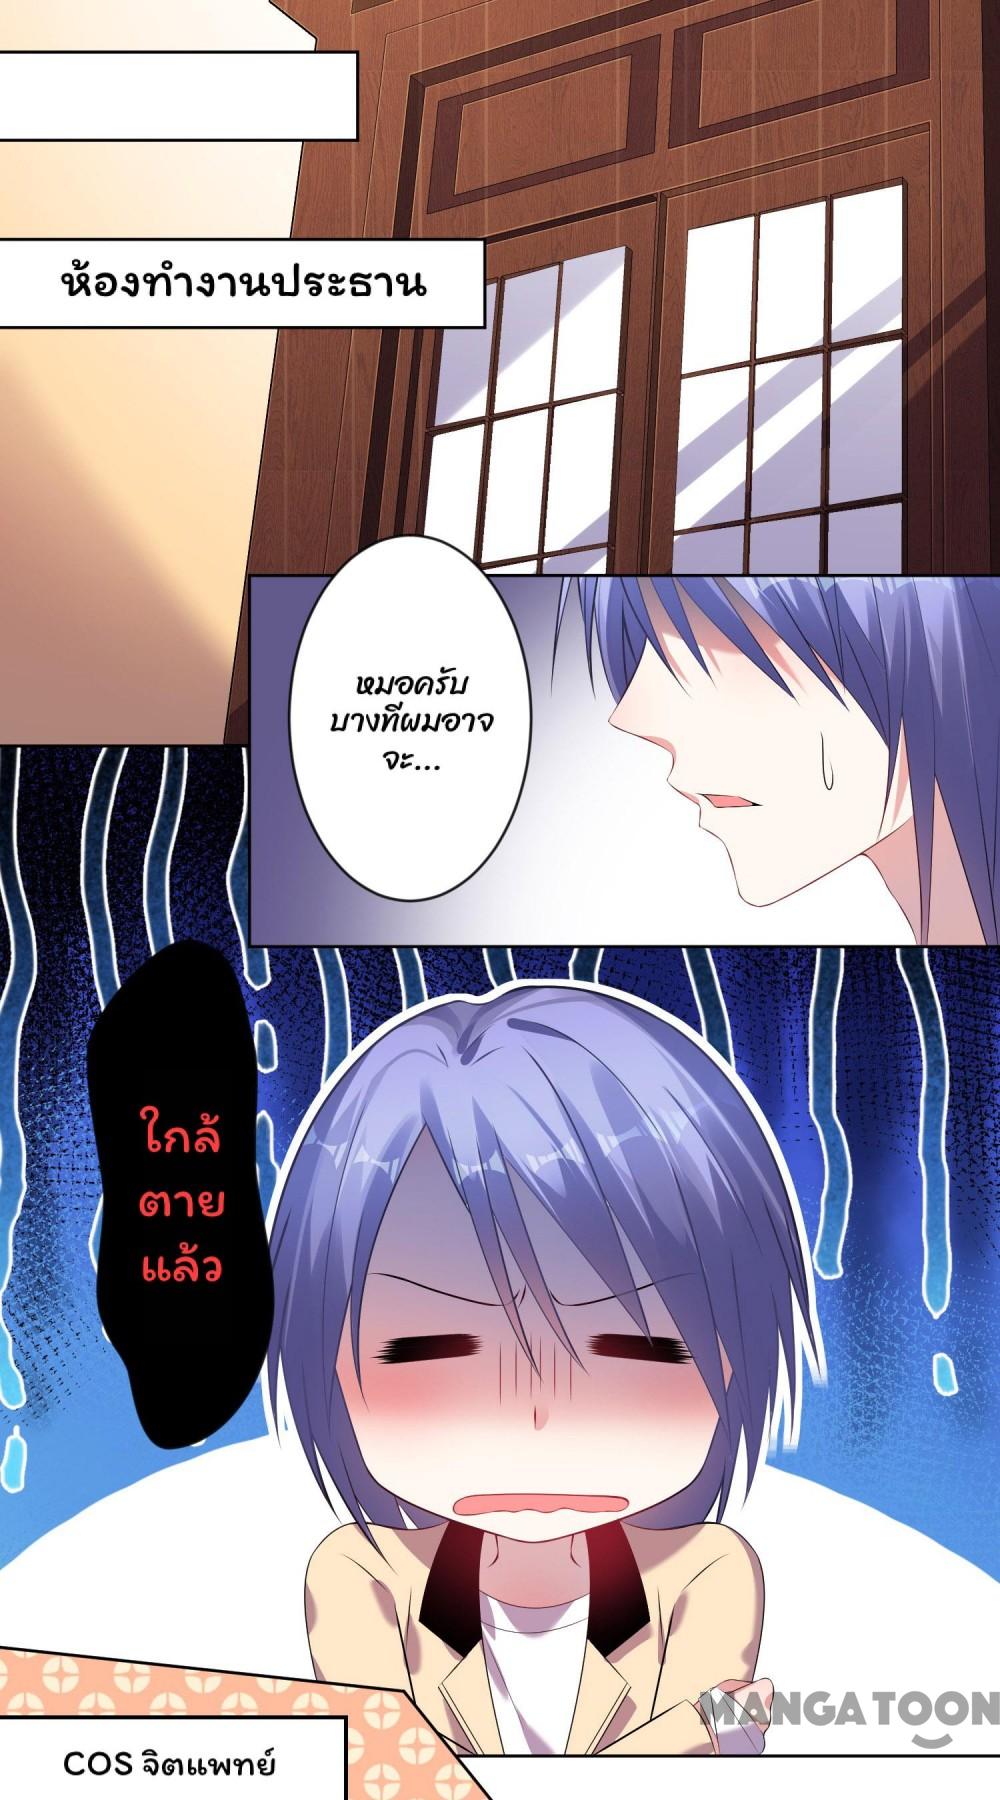 ห้องทำงานประธาน
หมอครับ
บางทีผมอาจ
จะ...
ใกล้
ตาย
แล้ว
MANGATOON
COS จิตแพทย์